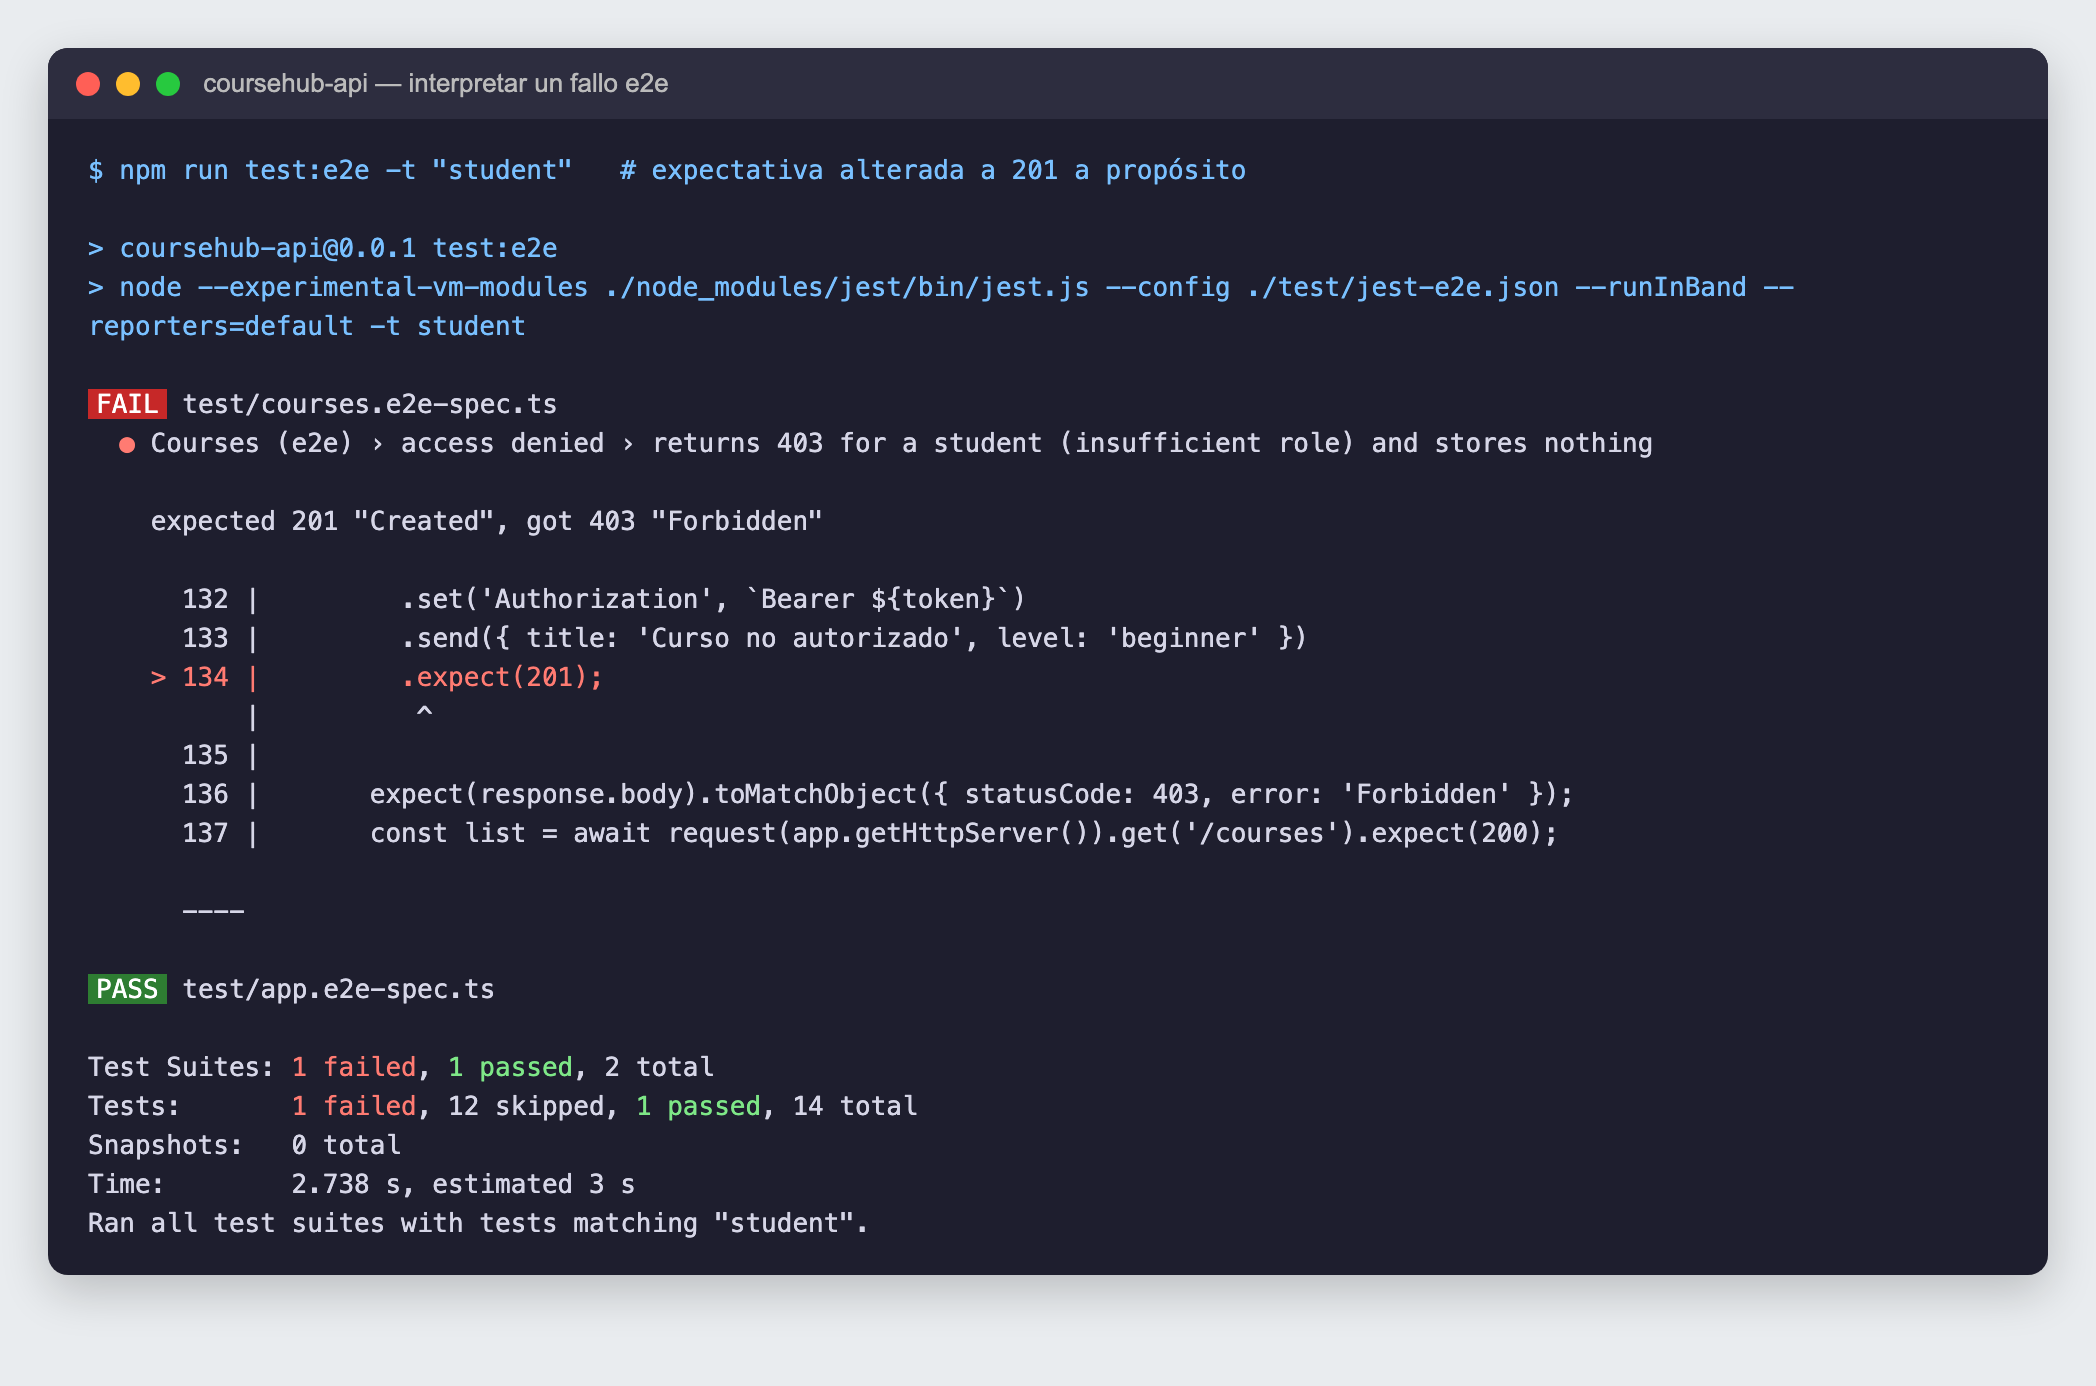 coursehub-api — interpretar un fallo e2e
$ npm run test:e2e -t "student"   # expectativa alterada a 201 a propósito
> coursehub-api@0.0.1 test:e2e
> node --experimental-vm-modules ./node_modules/jest/bin/jest.js --config ./test/jest-e2e.json --runInBand --
reporters=default -t student
FAIL test/courses.e2e-spec.ts
● Courses (e2e) › access denied › returns 403 for a student (insufficient role) and stores nothing
expected 201 "Created", got 403 "Forbidden"
132 |         .set('Authorization', `Bearer ${token}`)
133 |         .send({ title: 'Curso no autorizado', level: 'beginner' })
> 134 |         .expect(201);
|          ^
135 |
136 |       expect(response.body).toMatchObject({ statusCode: 403, error: 'Forbidden' });
137 |       const list = await request(app.getHttpServer()).get('/courses').expect(200);
----
PASS test/app.e2e-spec.ts
Test Suites: 1 failed, 1 passed, 2 total
Tests:       1 failed, 12 skipped, 1 passed, 14 total
Snapshots:   0 total
Time:        2.738 s, estimated 3 s
Ran all test suites with tests matching "student".